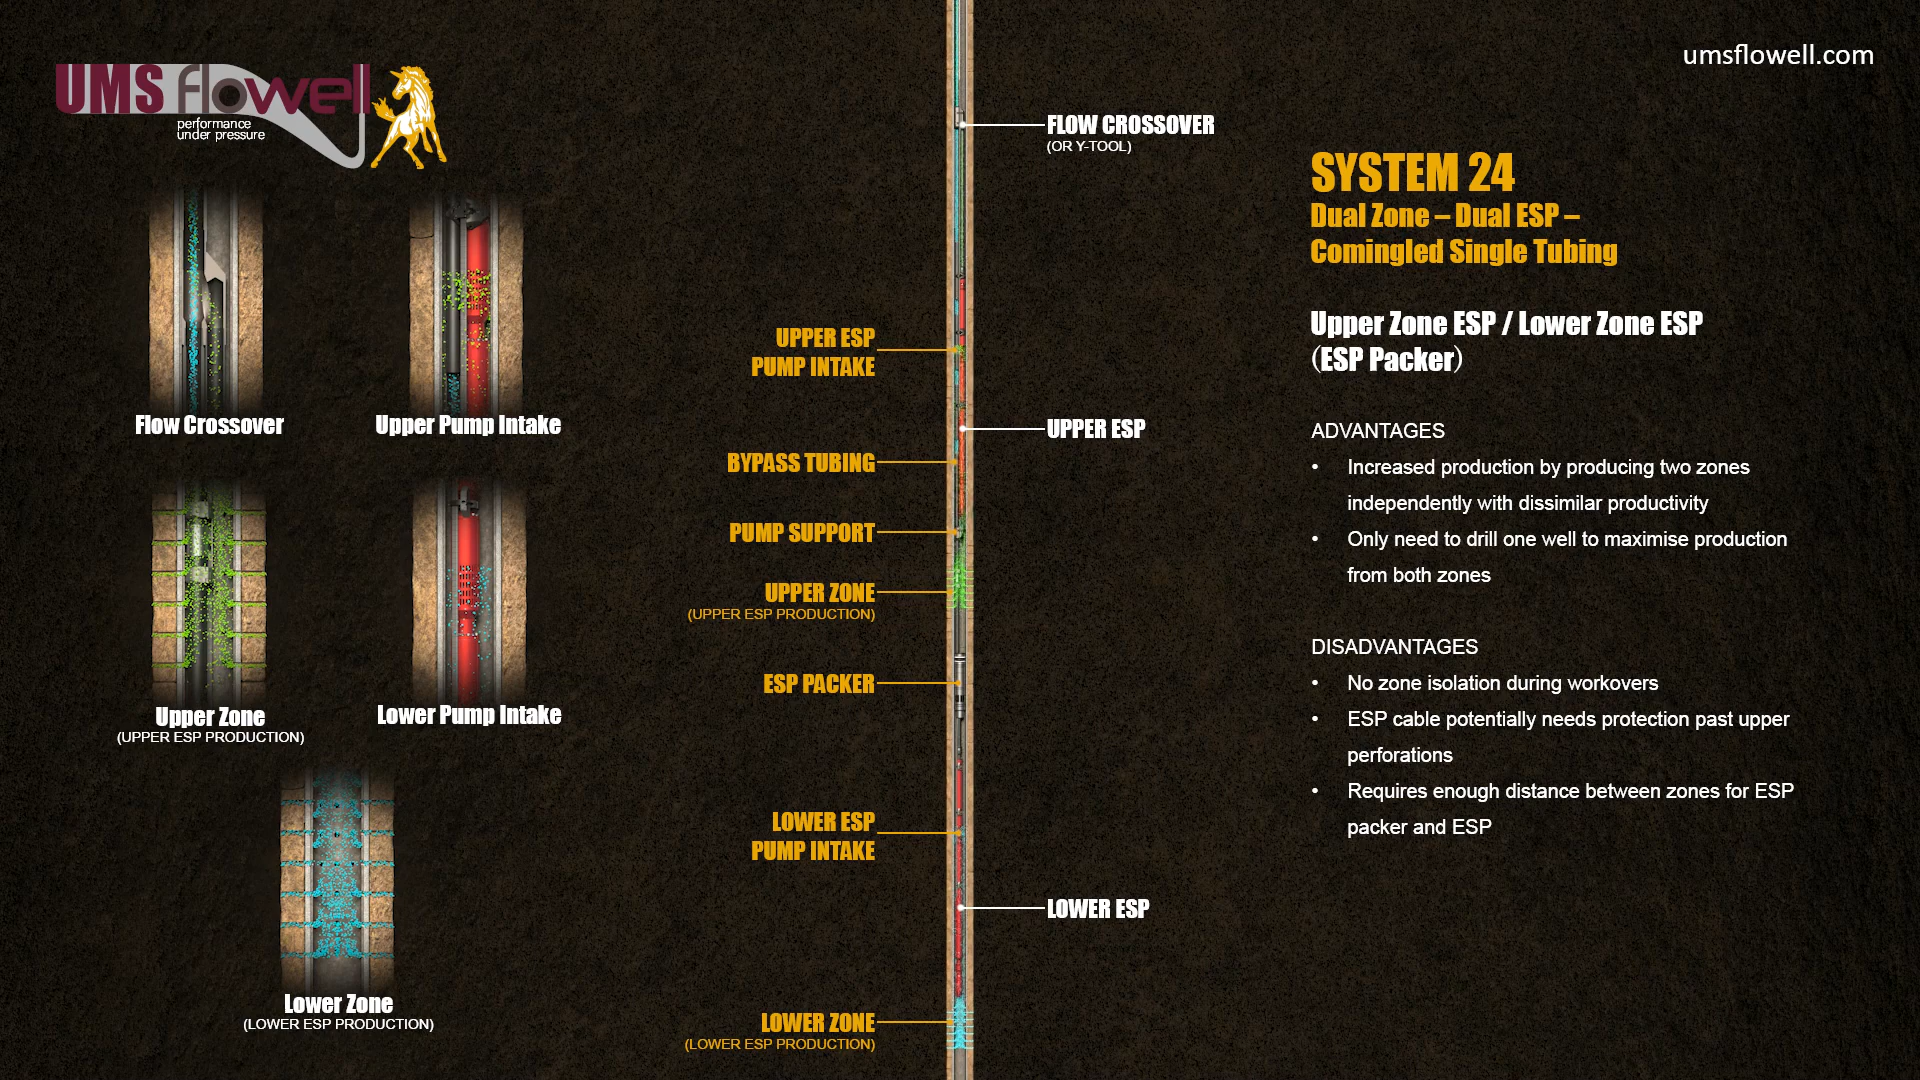 UMS flowell
performance
under pressure
umsflowell.com
Flow Crossover
Upper Pump Intake
Upper Zone
(UPPER ESP PRODUCTION)
Lower Pump Intake
Lower Zone
(LOWER ESP PRODUCTION)
FLOW CROSSOVER
(OR Y-TOOL)
UPPER ESP
PUMP INTAKE
UPPER ESP
BYPASS TUBING
PUMP SUPPORT
UPPER ZONE
(UPPER ESP PRODUCTION)
ESP PACKER
LOWER ESP
PUMP INTAKE
LOWER ESP
LOWER ZONE
(LOWER ESP PRODUCTION)
SYSTEM 24
Dual Zone – Dual ESP –
Comingled Single Tubing
Upper Zone ESP / Lower Zone ESP
(ESP Packer)
ADVANTAGES
• Increased production by producing two zones
independently with dissimilar productivity
• Only need to drill one well to maximise production
from both zones
DISADVANTAGES
• No zone isolation during workovers
• ESP cable potentially needs protection past upper
perforations
• Requires enough distance between zones for ESP
packer and ESP